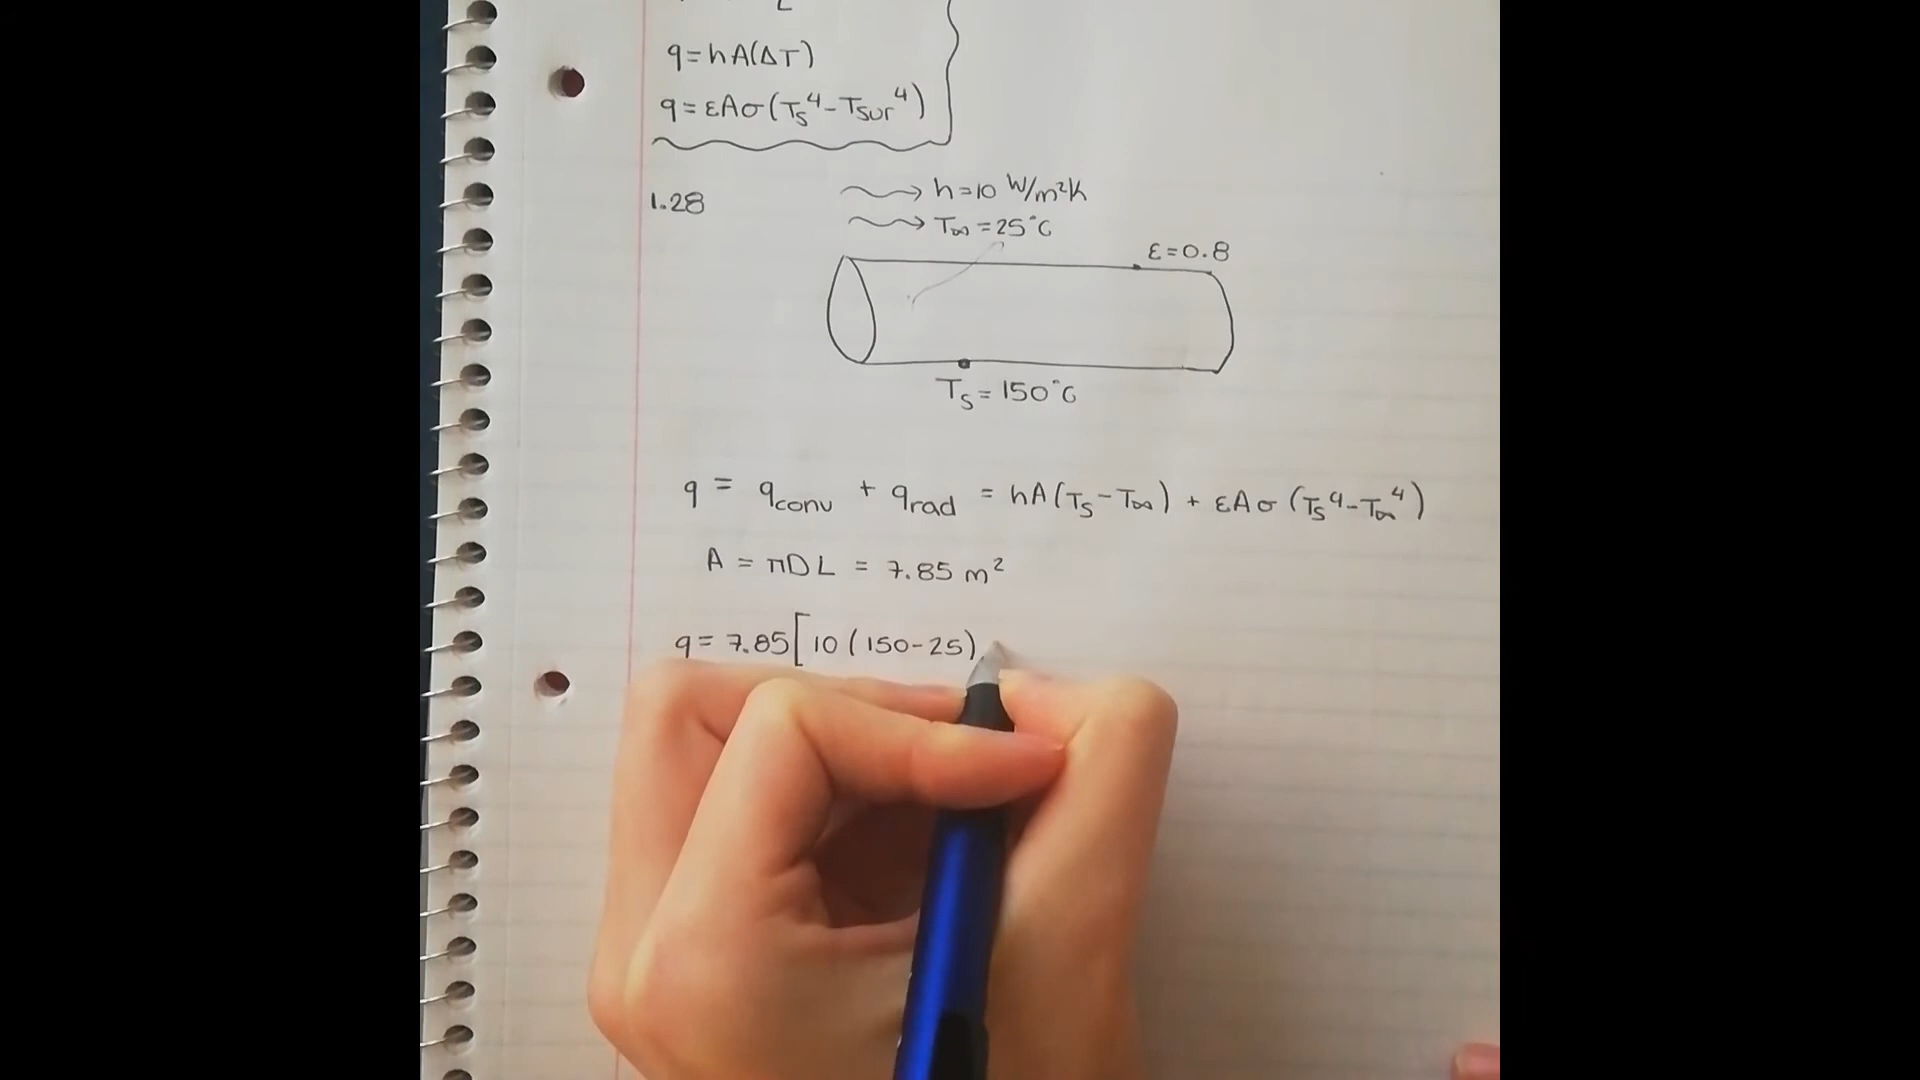 L
q=hA(ΔT)
q=εAσ(Ts⁴-Tsur⁴)
1.28
h=10 W/m²K
T∞=25°C
ε=0.8
Ts=150°C
q = qconv + qrad = hA(Ts-T∞) + εAσ(Ts⁴-T∞⁴)
A = πDL = 7.85 m²
q= 7.85[10(150-25)